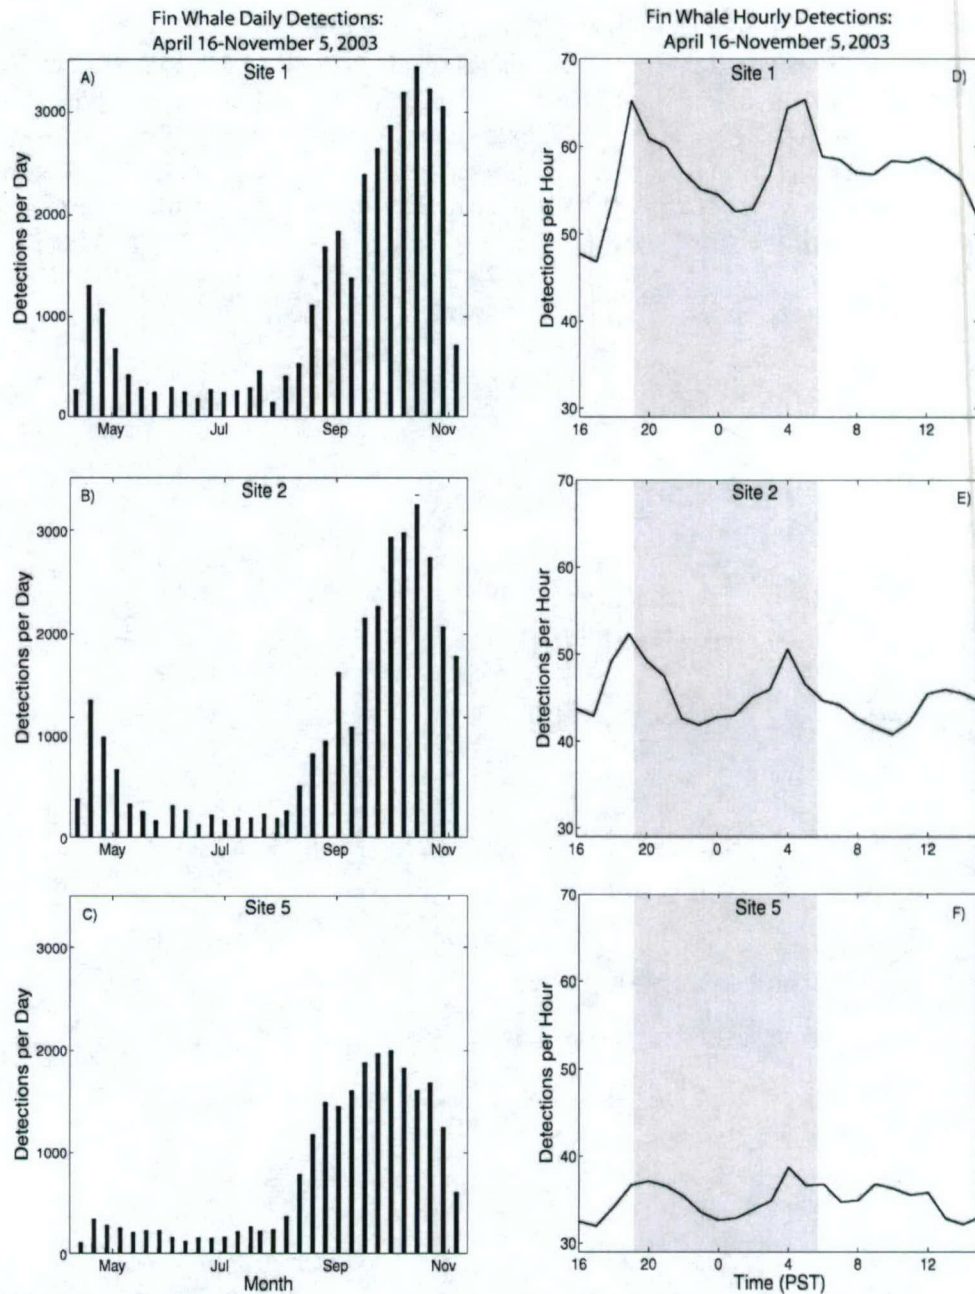 Fin Whale Daily Detections:
April 16-November 5, 2003
A)
Site 1
Detections per Day
3000
2000
1000
0
May
Jul
Sep
Nov
B)
Site 2
Detections per Day
3000
2000
1000
0
May
Jul
Sep
Nov
C)
Site 5
Detections per Day
3000
2000
1000
0
May
Jul
Sep
Nov
Month
Fin Whale Hourly Detections:
April 16-November 5, 2003
Site 1
D)
Detections per Hour
70
60
50
40
30
16
20
0
4
8
12
Site 2
E)
Detections per Hour
70
60
50
40
30
16
20
0
4
8
12
Site 5
F)
Detections per Hour
70
60
50
40
30
16
20
0
4
8
12
Time (PST)